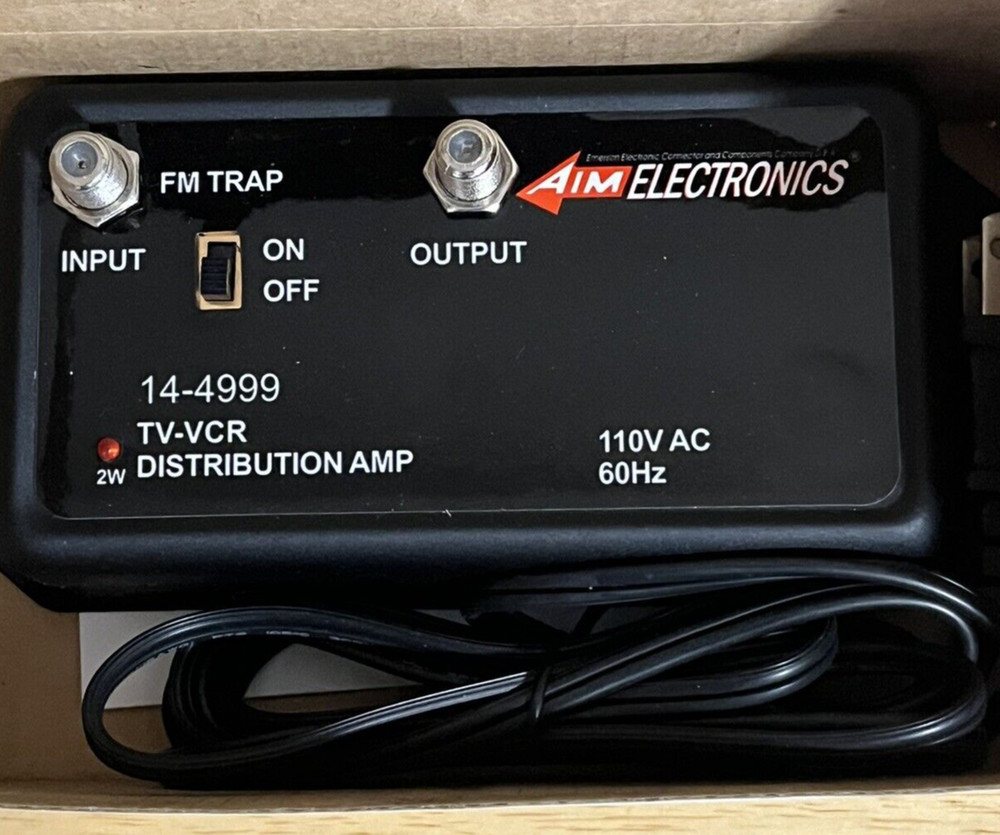 FM TRAP
INPUT
ON
OFF
OUTPUT
Emerson Electronic Connector and Components Company
AIM ELECTRONICS
®
14-4999
TV-VCR
DISTRIBUTION AMP
2W
110V AC
60Hz